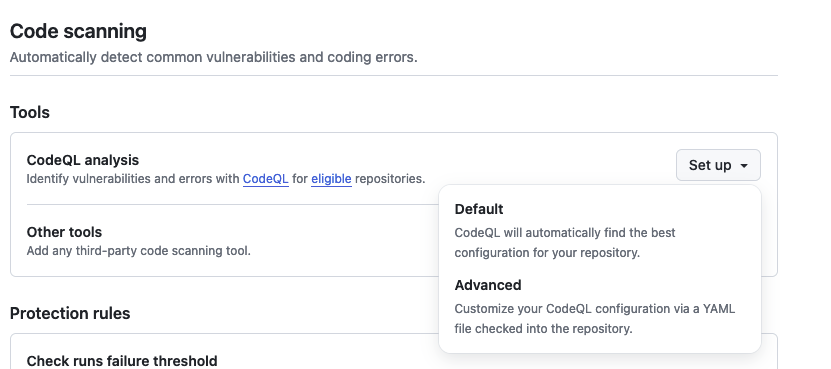 Code scanning
Automatically detect common vulnerabilities and coding errors.
Tools
CodeQL analysis
Set up
Identify vulnerabilities and errors with CodeQL for eligible repositories.
Default
CodeQL will automatically find the best
configuration for your repository.
Other tools
Add any third-party code scanning tool.
Advanced
Customize your CodeQL configuration via a YAML
file checked into the repository.
Protection rules
Check runs failure threshold